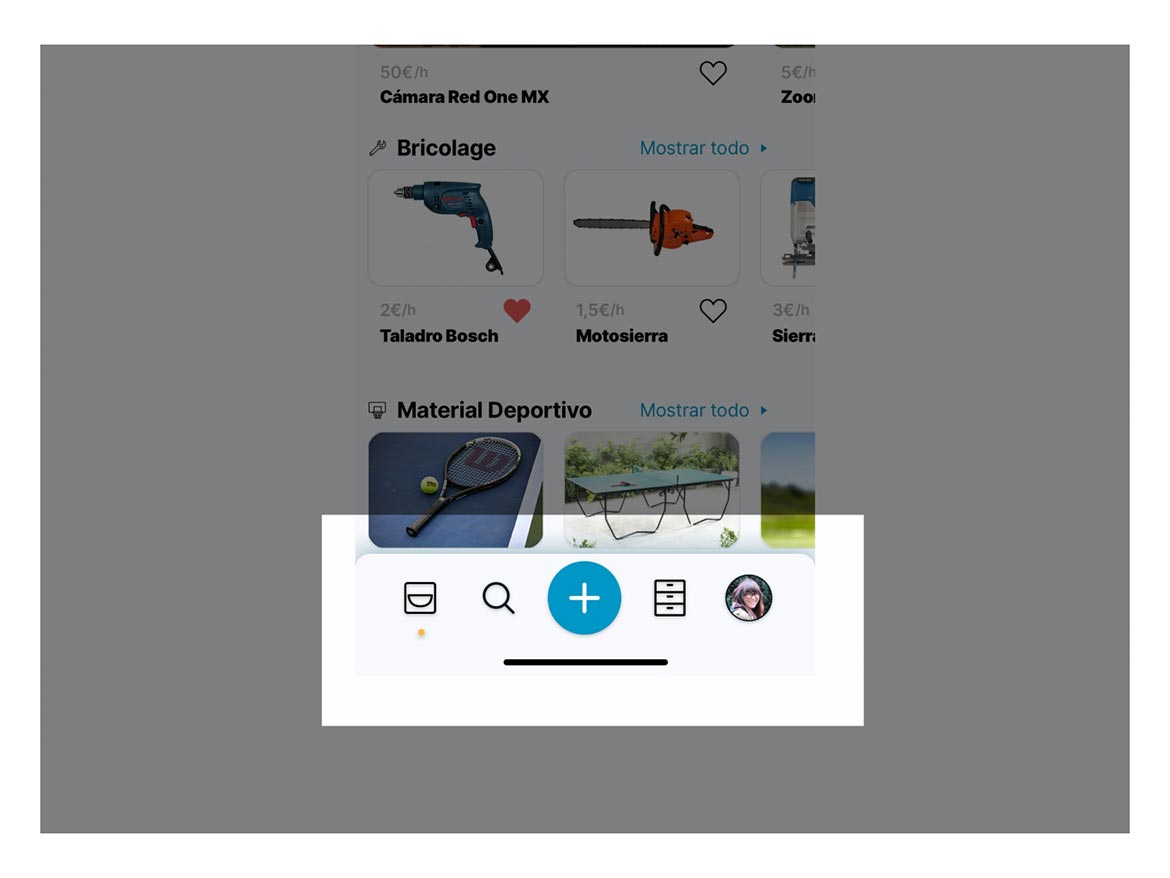 50€/h
5€/h
Cámara Red One MX
Zoo
Bricolage
Mostrar todo
2€/h
1,5€/h
3€/h
Taladro Bosch
Motosierra
Sierra
Material Deportivo
Mostrar todo
W